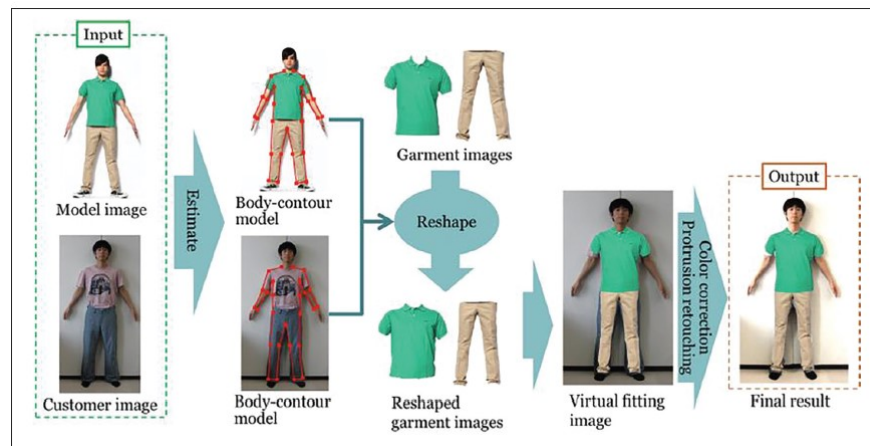 Input
Model image
Customer image
Estimate
Body-contour
model
Body-contour
model
Garment images
Reshape
Reshaped
garment images
Virtual fitting
image
Color correction
Protrusion retouching
Output
Final result